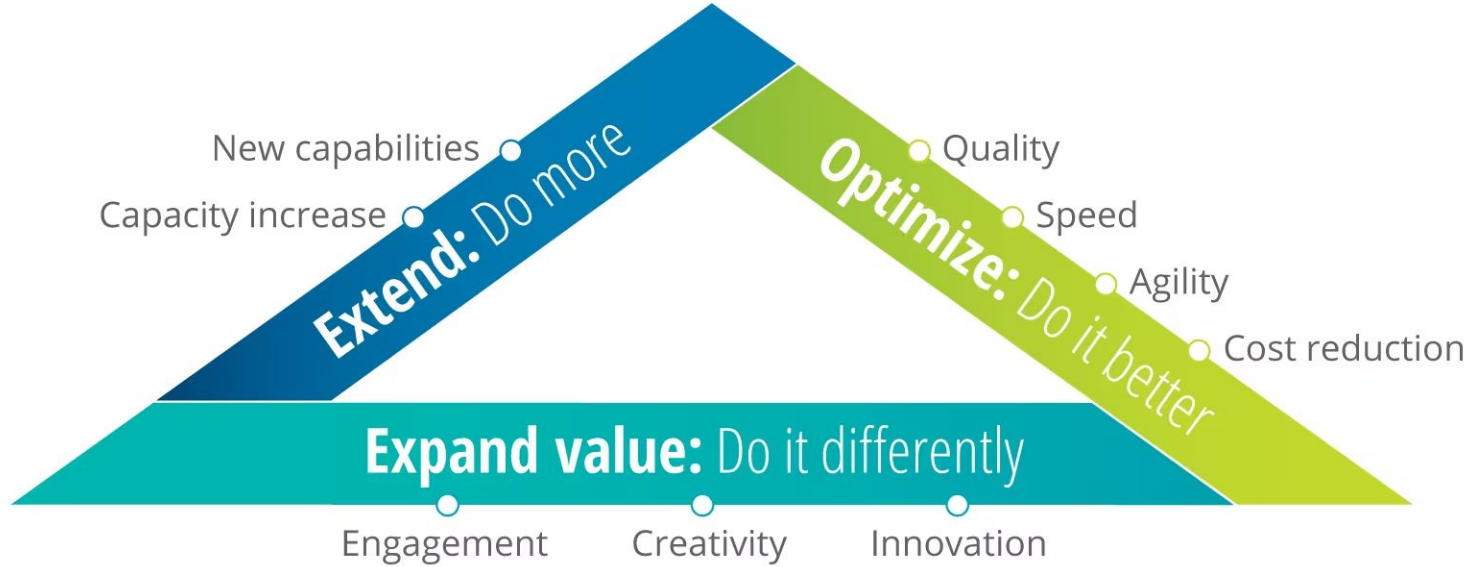 New capabilities
Capacity increase
Extend: Do more
Quality
Speed
Agility
Cost reduction
Optimize: Do it better
Expand value: Do it differently
Engagement
Creativity
Innovation